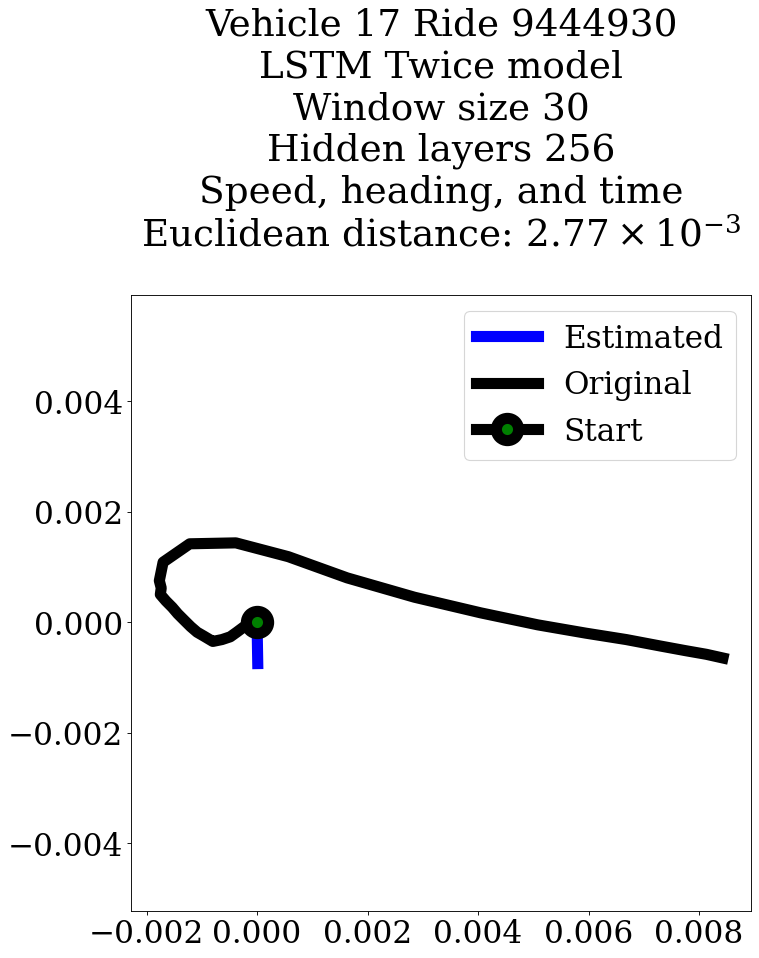 Vehicle 17 Ride 9444930
LSTM Twice model
Window size 30
Hidden layers 256
Speed, heading, and time
Euclidean distance: 2.77 × 10⁻³
Estimated
Original
Start
0.004
0.002
0.000
−0.002
−0.004
−0.002 0.000 0.002 0.004 0.006 0.008